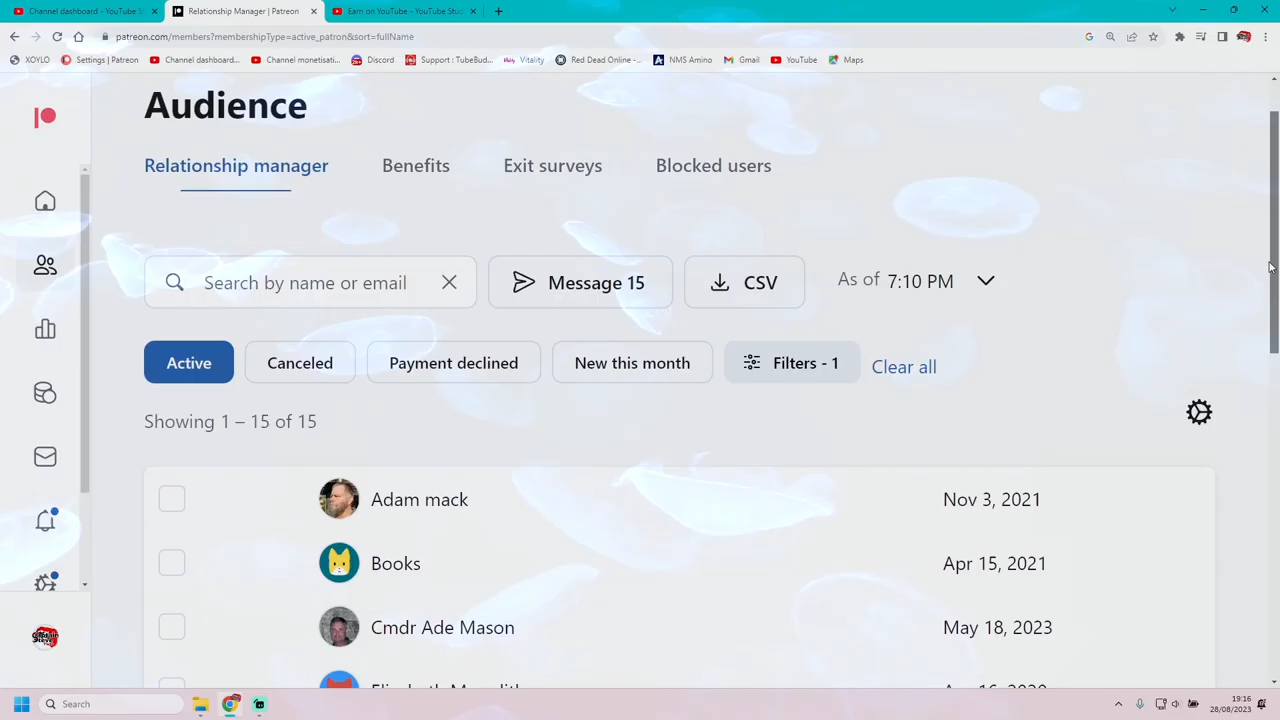 Channel dashboard - YouTube S
Relationship Manager | Patreon
Earn on YouTube - YouTube Stud
patreon.com/members?membershipType=active_patron&sort=fullName
XOYLO
Settings | Patreon
Channel dashboard...
Channel monetisati...
Discord
Support : TubeBud...
Vitality
Red Dead Online -...
NMS Amino
Gmail
YouTube
Maps
Audience
Relationship manager
Benefits
Exit surveys
Blocked users
Search by name or email
Message 15
CSV
As of 7:10 PM
Active
Canceled
Payment declined
New this month
Filters - 1
Clear all
Showing 1 – 15 of 15
Adam mack
Nov 3, 2021
Books
Apr 15, 2021
Cmdr Ade Mason
May 18, 2023
Search
19:16
28/08/2023